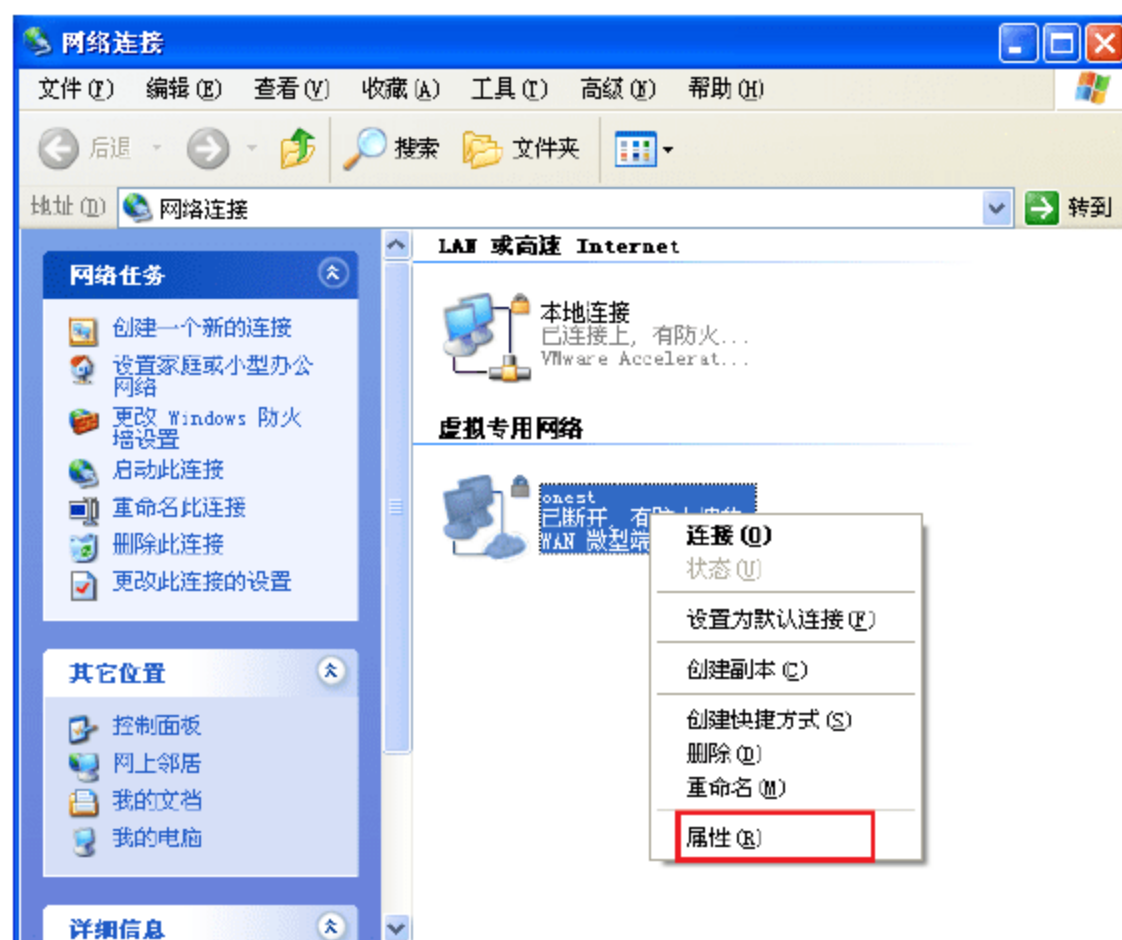 网络连接
文件(F) 编辑(E) 查看(V) 收藏(A) 工具(T) 高级(N) 帮助(H)
后退 搜索 文件夹
地址(D) 网络连接 转到
网络任务
创建一个新的连接
设置家庭或小型办公
网络
更改 Windows 防火
墙设置
启动此连接
重命名此连接
删除此连接
更改此连接的设置
其它位置
控制面板
网上邻居
我的文档
我的电脑
详细信息
LAN 或高速 Internet
本地连接
已连接上, 有防火...
VMware Accelerat...
虚拟专用网络
onest
已断开, 有
WAN 微型端
连接(O)
状态(U)
设置为默认连接(F)
创建副本(C)
创建快捷方式(S)
删除(D)
重命名(M)
属性(R)